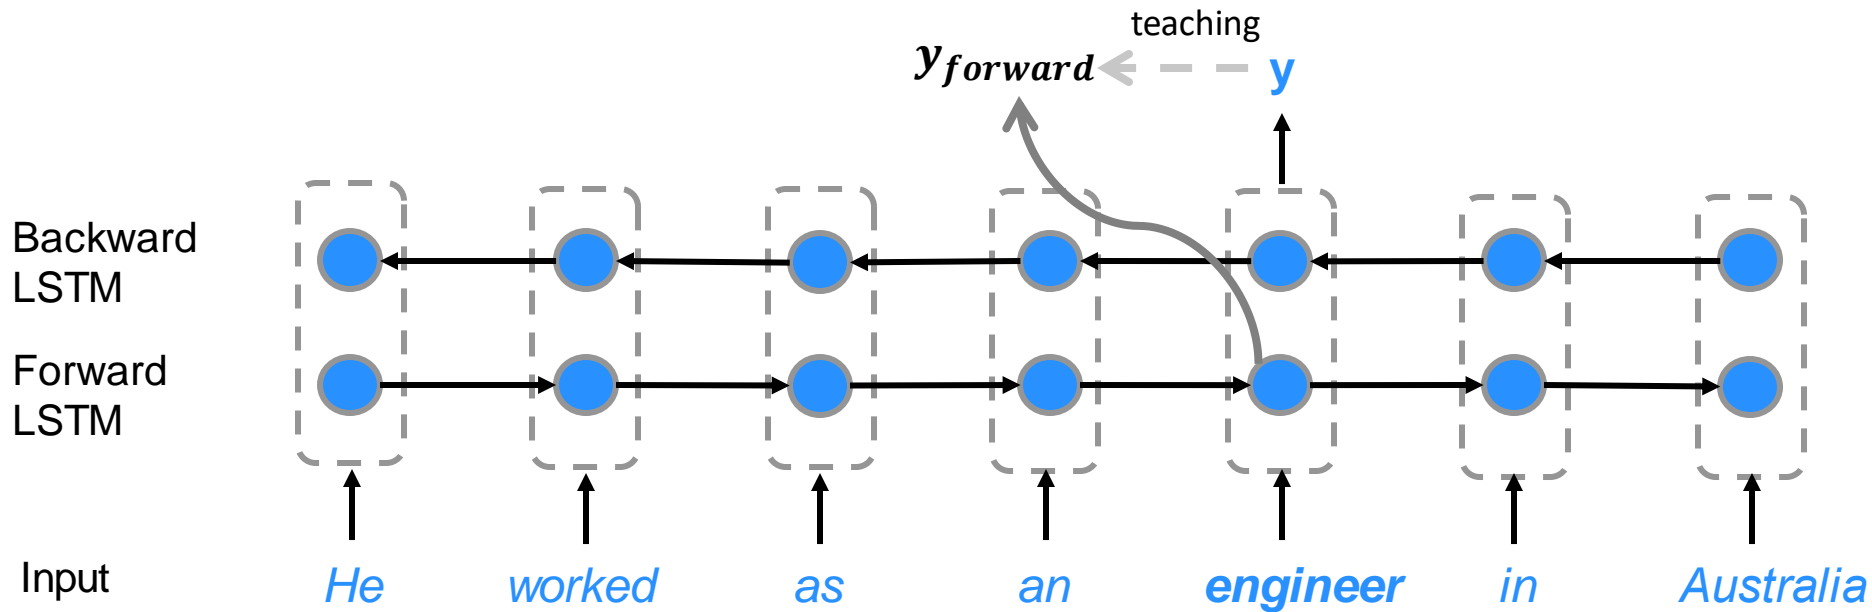 teaching
y_forward y
Backward
LSTM
Forward
LSTM
Input He worked as an engineer in Australia